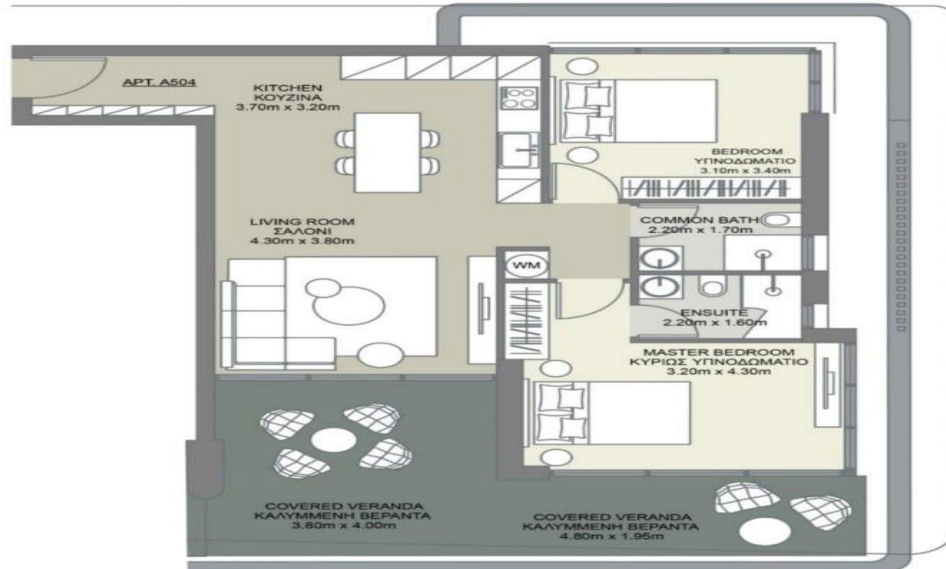 APT. A504
KITCHEN
ΚΟΥΖΙΝΑ
3.70m x 3.20m
BEDROOM
ΥΠΝΟΔΩΜΑΤΙΟ
3.10m x 3.40m
LIVING ROOM
ΣΑΛΟΝΙ
4.30m x 3.80m
COMMON BATH
2.20m x 1.70m
WM
ENSUITE
2.20m x 1.60m
MASTER BEDROOM
ΚΥΡΙΩΣ ΥΠΝΟΔΩΜΑΤΙΟ
3.20m x 4.30m
COVERED VERANDA
ΚΑΛΥΜΜΕΝΗ ΒΕΡΑΝΤΑ
3.80m x 4.00m
COVERED VERANDA
ΚΑΛΥΜΜΕΝΗ ΒΕΡΑΝΤΑ
4.80m x 1.95m